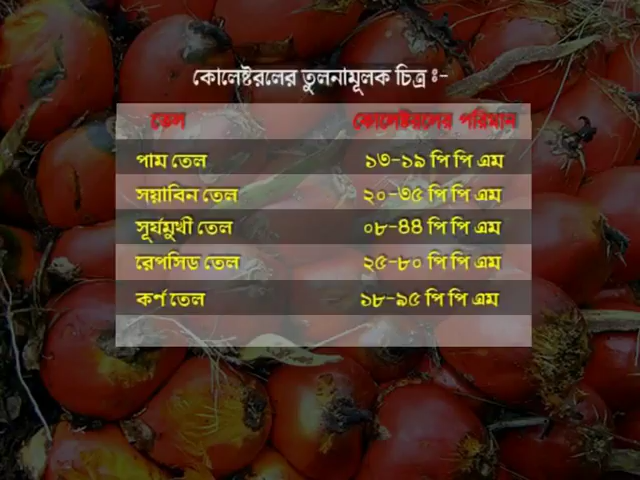 কোলেষ্টরলের তুলনামূলক চিত্র ঃ-
তেল কোলেষ্টরলের পরিমান
পাম তেল ১৩-১৯ পি পি এম
সয়াবিন তেল ২০-৩৫ পি পি এম
সূর্যমুখী তেল ০৮-৪৪ পি পি এম
রেপসিড তেল ২৫-৮০ পি পি এম
কর্ণ তেল ১৮-৯৫ পি পি এম